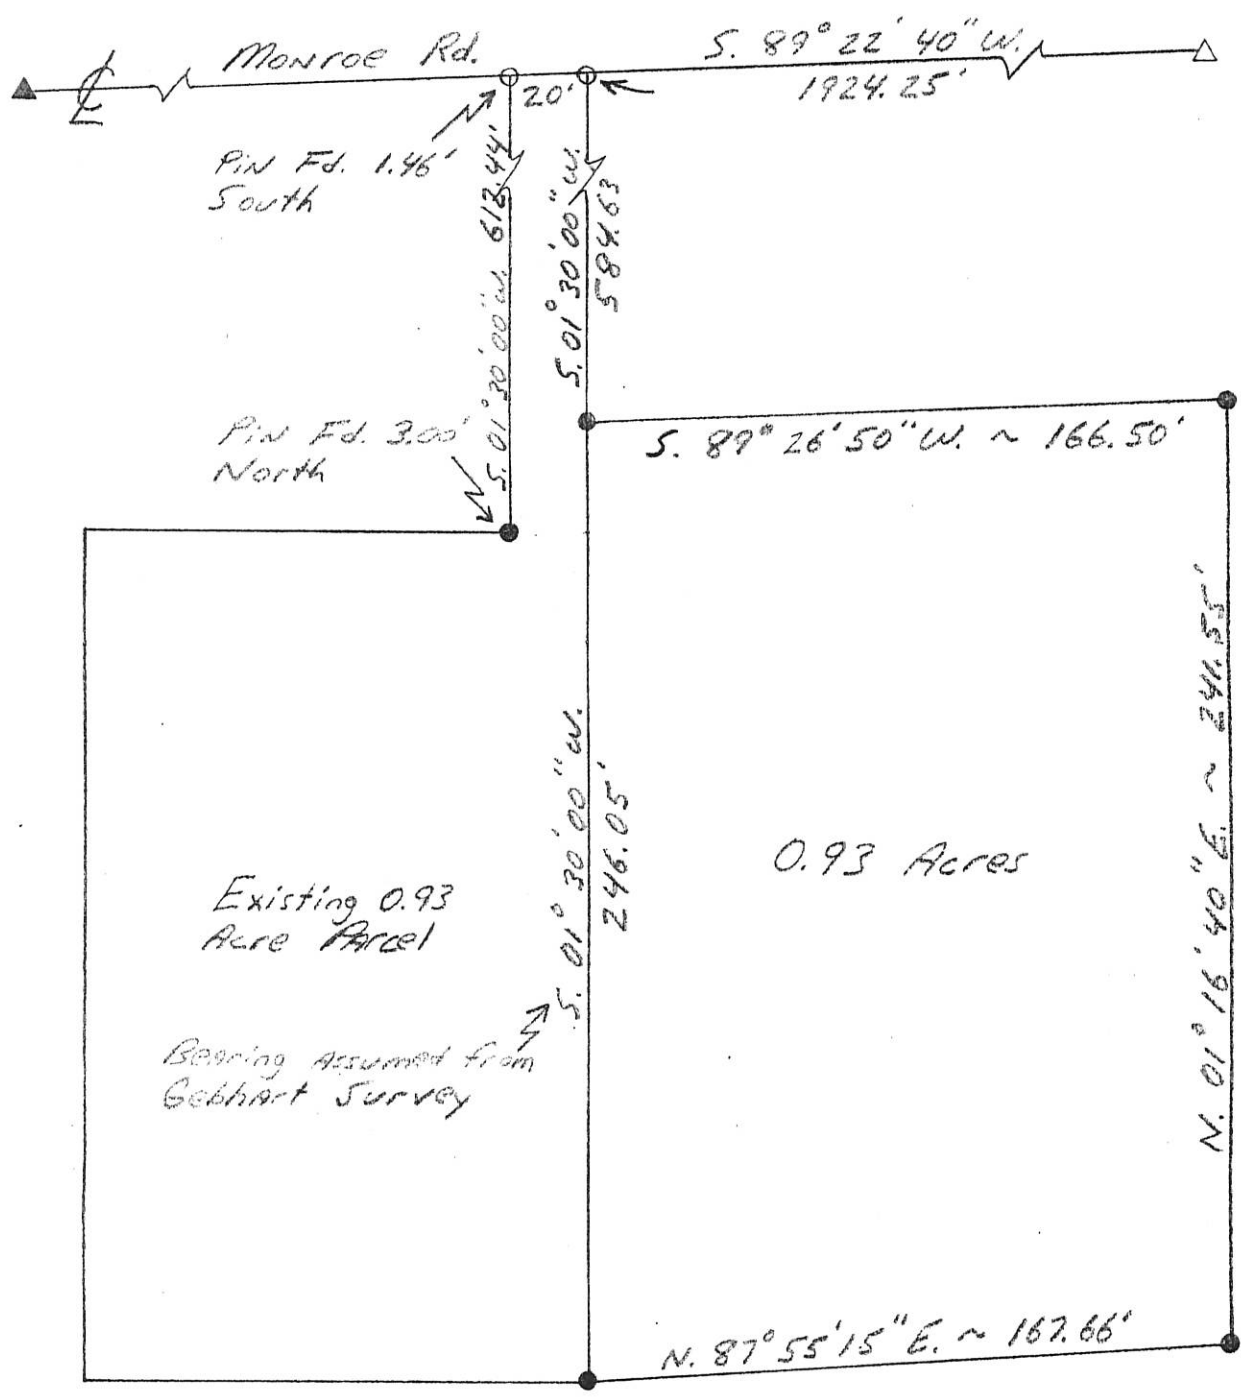 Monroe Rd.
S. 89° 22' 40" W.
1924.25'
20'
Pin Fd. 1.46'
South
S. 01° 30' 00" W. 612.44'
S. 01° 30' 00" W.
584.63
Pin Fd. 3.00'
North
S. 89° 26' 50" W. ~ 166.50'
N. 01° 16' 40" E. ~ 241.55'
S. 01° 30' 00" W.
246.05'
0.93 Acres
Existing 0.93
Acre Parcel
Bearing Assumed from
Gebhart Survey
N. 87° 55' 15" E. ~ 167.66'